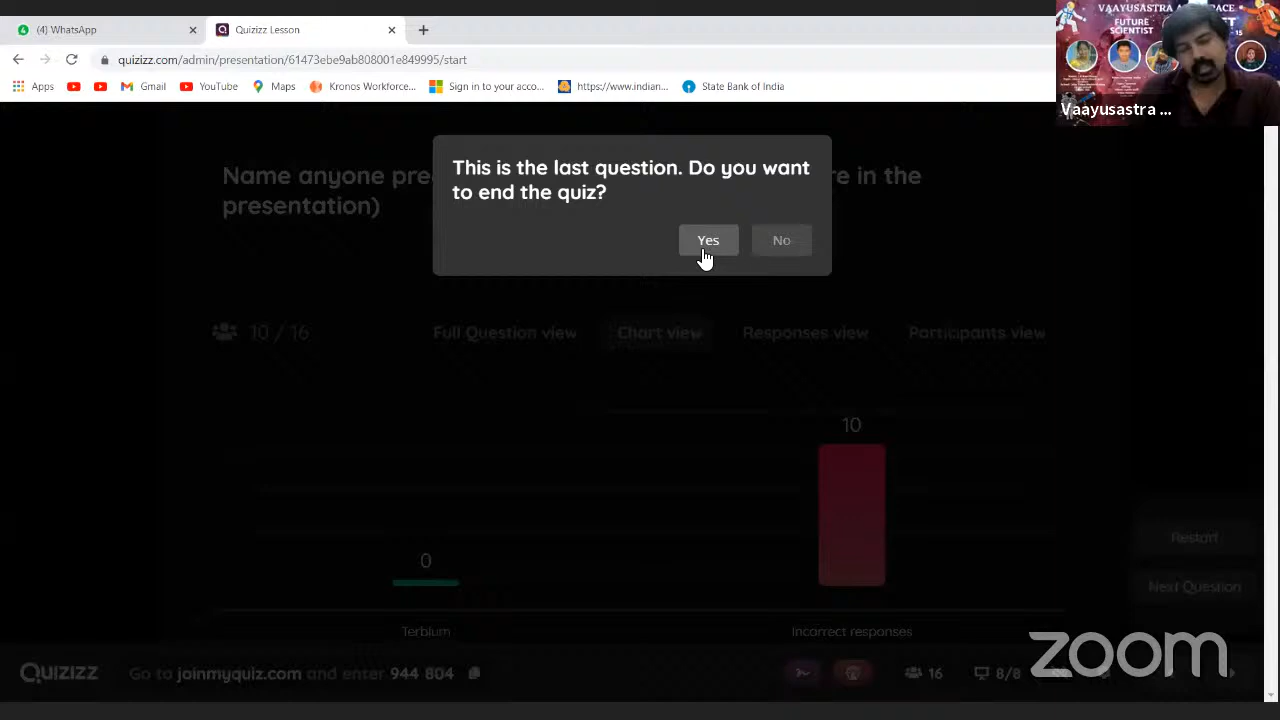 (4) WhatsApp
Quizizz Lesson
quizizz.com/admin/presentation/61473ebe9ab808001e849995/start
Apps
Gmail
YouTube
Maps
Kronos Workforce...
Sign in to your acco...
https://www.indian...
State Bank of India
VAAYUSASTRA
FUTURE
SCIENTIST
15
Vaayusastra ...
This is the last question. Do you want
to end the quiz?
Yes
No
Name anyone
re in the
presentation)
10 / 16
Full Question view
Chart view
Responses view
Participants view
0
10
Terbium
Incorrect responses
Restart
Next Question
Quizizz
Go to joinmyquiz.com and enter 944 804
16
8/8
zoom